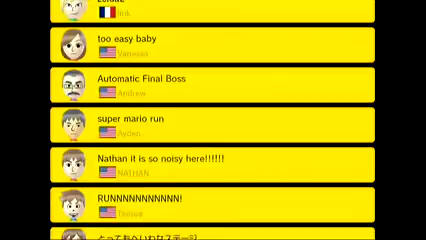 link
too easy baby
Vanessa
Automatic Final Boss
Andrew
super mario run
Ayden
Nathan it is so noisy here!!!!!!
NATHAN
RUNNNNNNNNNNN!